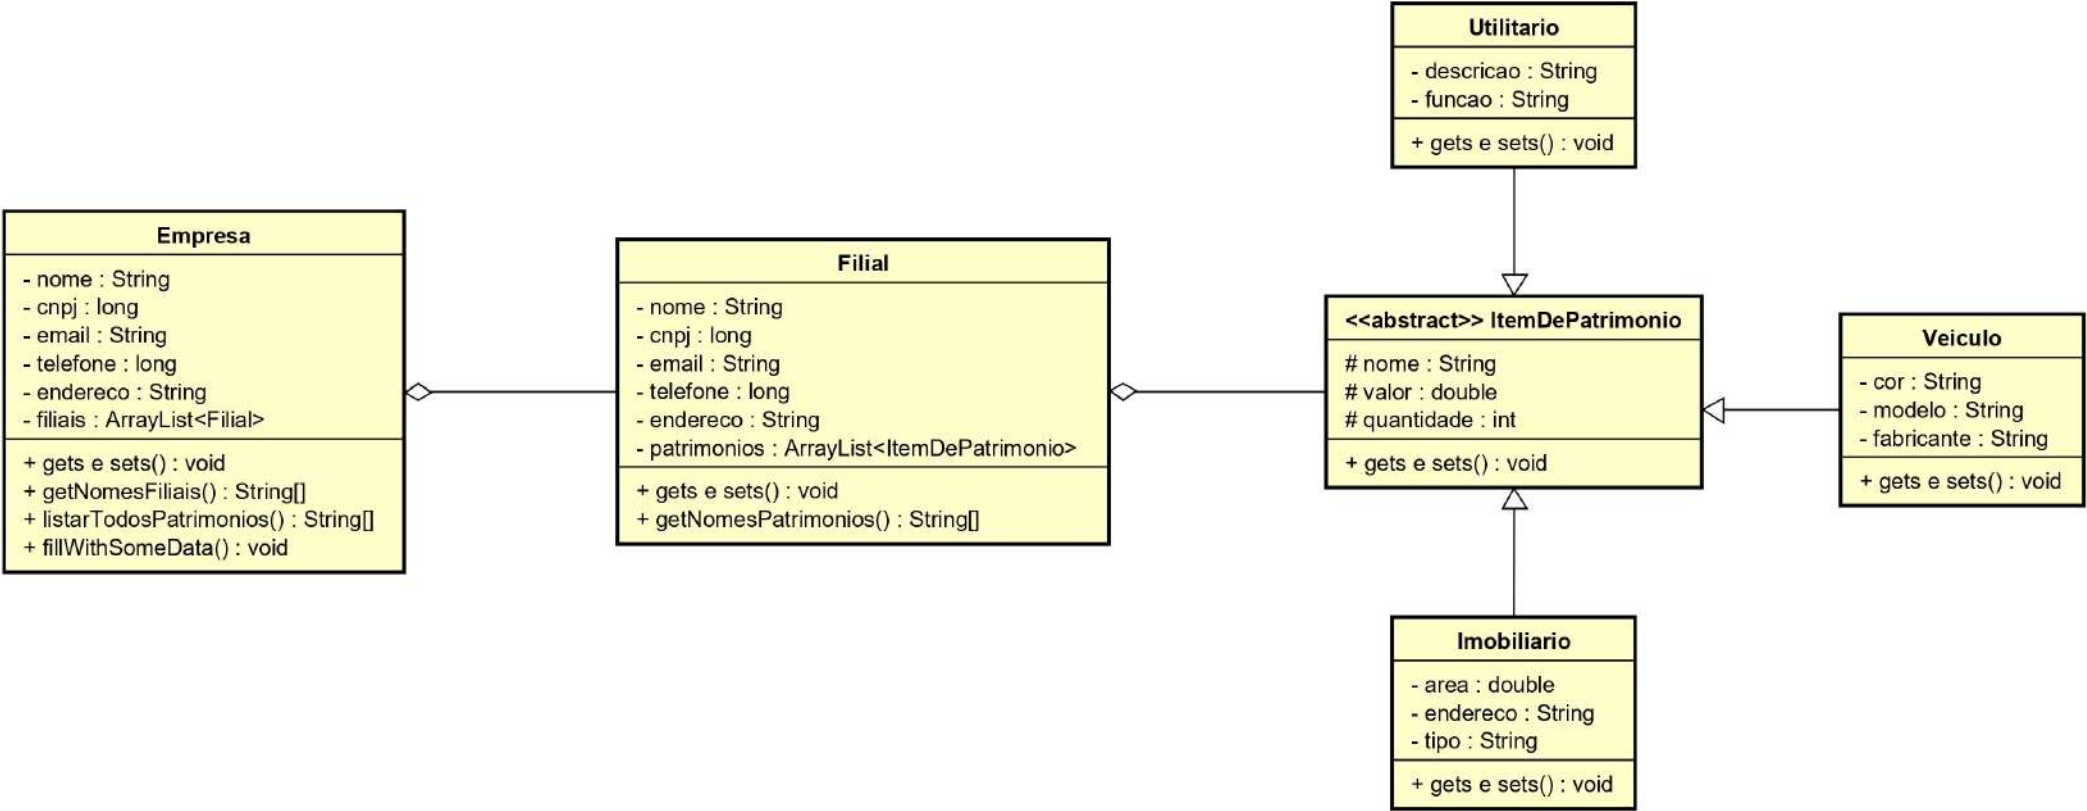 Utilitario
- descricao : String
- funcao : String
+ gets e sets() : void
Empresa
- nome : String
- cnpj : long
- email : String
- telefone : long
- endereco : String
- filiais : ArrayList<Filial>
+ gets e sets() : void
+ getNomesFiliais() : String[]
+ listarTodosPatrimonios() : String[]
+ fillWithSomeData() : void
Filial
- nome : String
- cnpj : long
- email : String
- telefone : long
- endereco : String
- patrimonios : ArrayList<ItemDePatrimonio>
+ gets e sets() : void
+ getNomesPatrimonios() : String[]
<<abstract>> ItemDePatrimonio
# nome : String
# valor : double
# quantidade : int
+ gets e sets() : void
Veiculo
- cor : String
- modelo : String
- fabricante : String
+ gets e sets() : void
Imobiliario
- area : double
- endereco : String
- tipo : String
+ gets e sets() : void